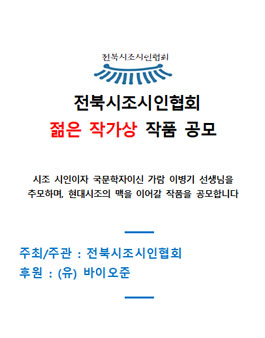 전북시조시인협회
전북시조시인협회
젊은 작가상 작품 공모
시조 시인이자 국문학자이신 가람 이병기 선생님을
추모하며, 현대시조의 맥을 이어갈 작품을 공모합니다
주최/주관 : 전북시조시인협회
후원 : (유) 바이오준